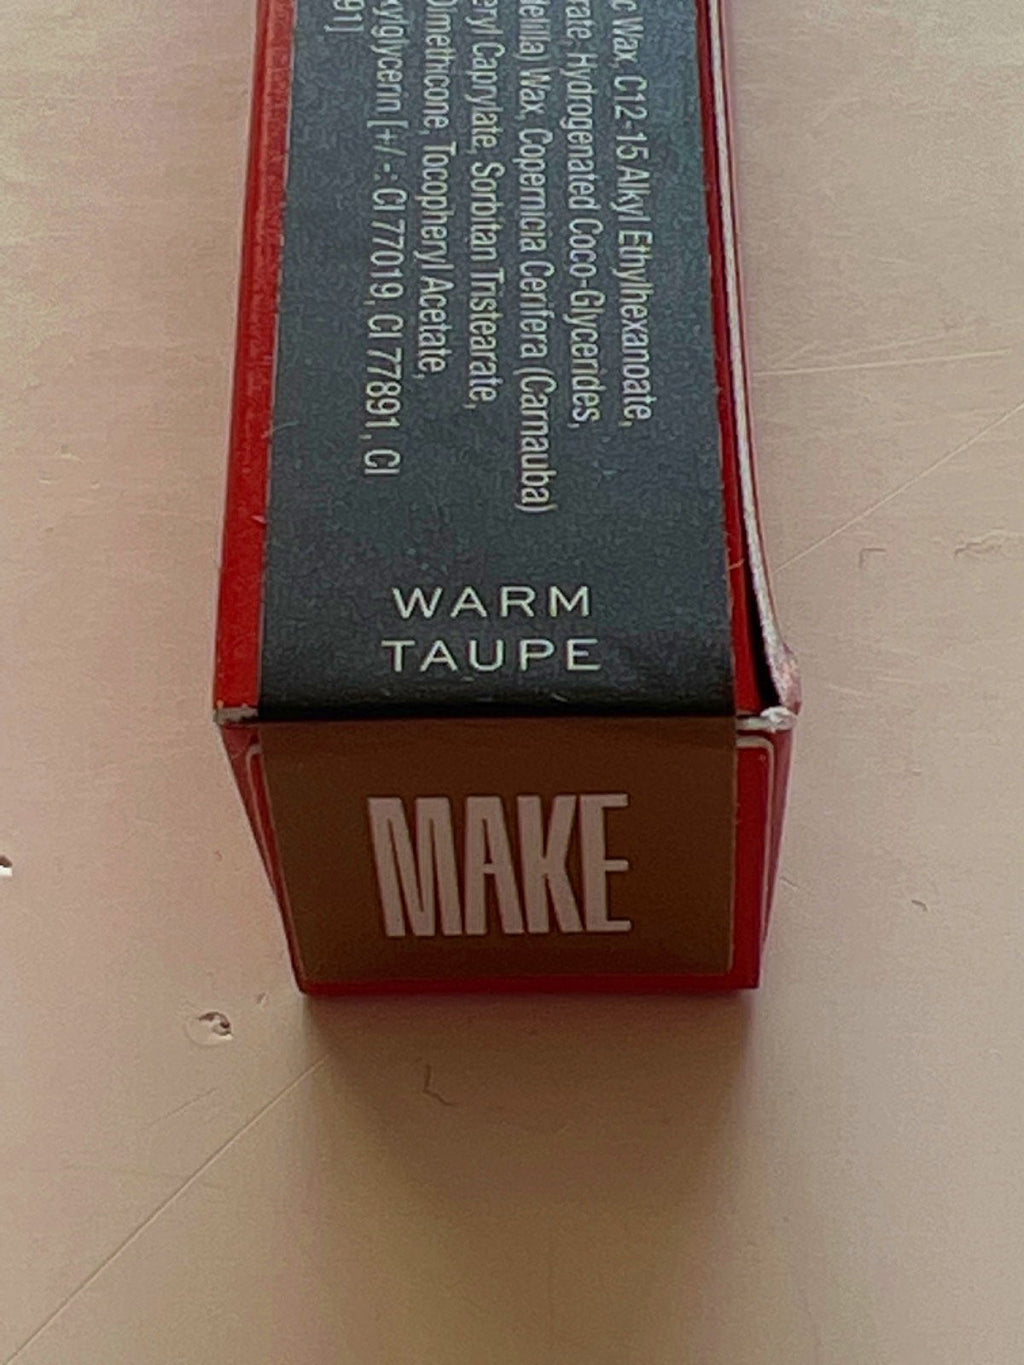 Wax, C12-15 Alkyl Ethylhexanoate,
Hydrogenated Coco-Glycerides,
Wax, Copernicia Cerifera (Carnauba)
Caprylate, Sorbitan Tristearate,
Dimethicone, Tocopheryl Acetate,
[+/-: CI 77019, CI 77891, CI
WARM
TAUPE
MAKE